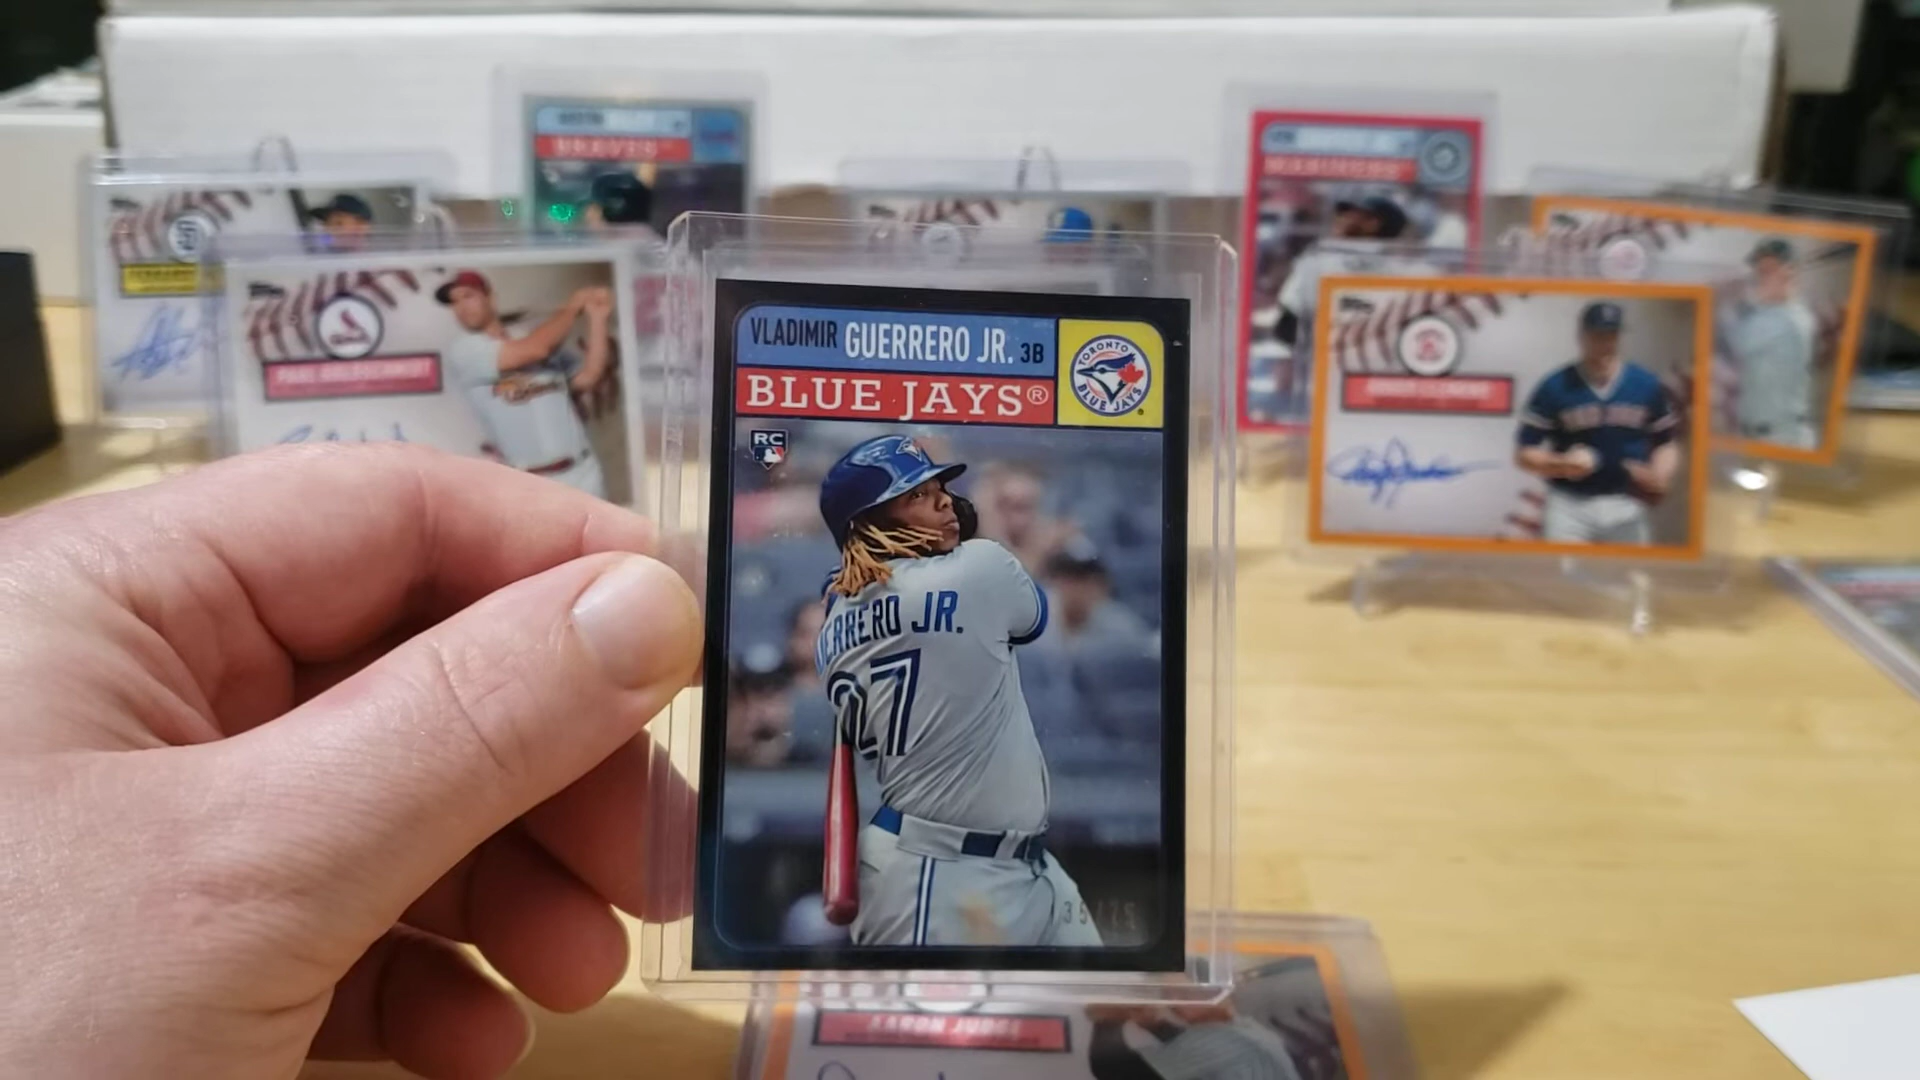 BRAVES
MARINERS
PAUL GOLDSCHMIDT
ROGER CLEMENS
VLADIMIR GUERRERO JR. 3B
BLUE JAYS®
TORONTO
BLUE JAYS
RC
GUERRERO JR.
27
35/75
AARON JUDGE